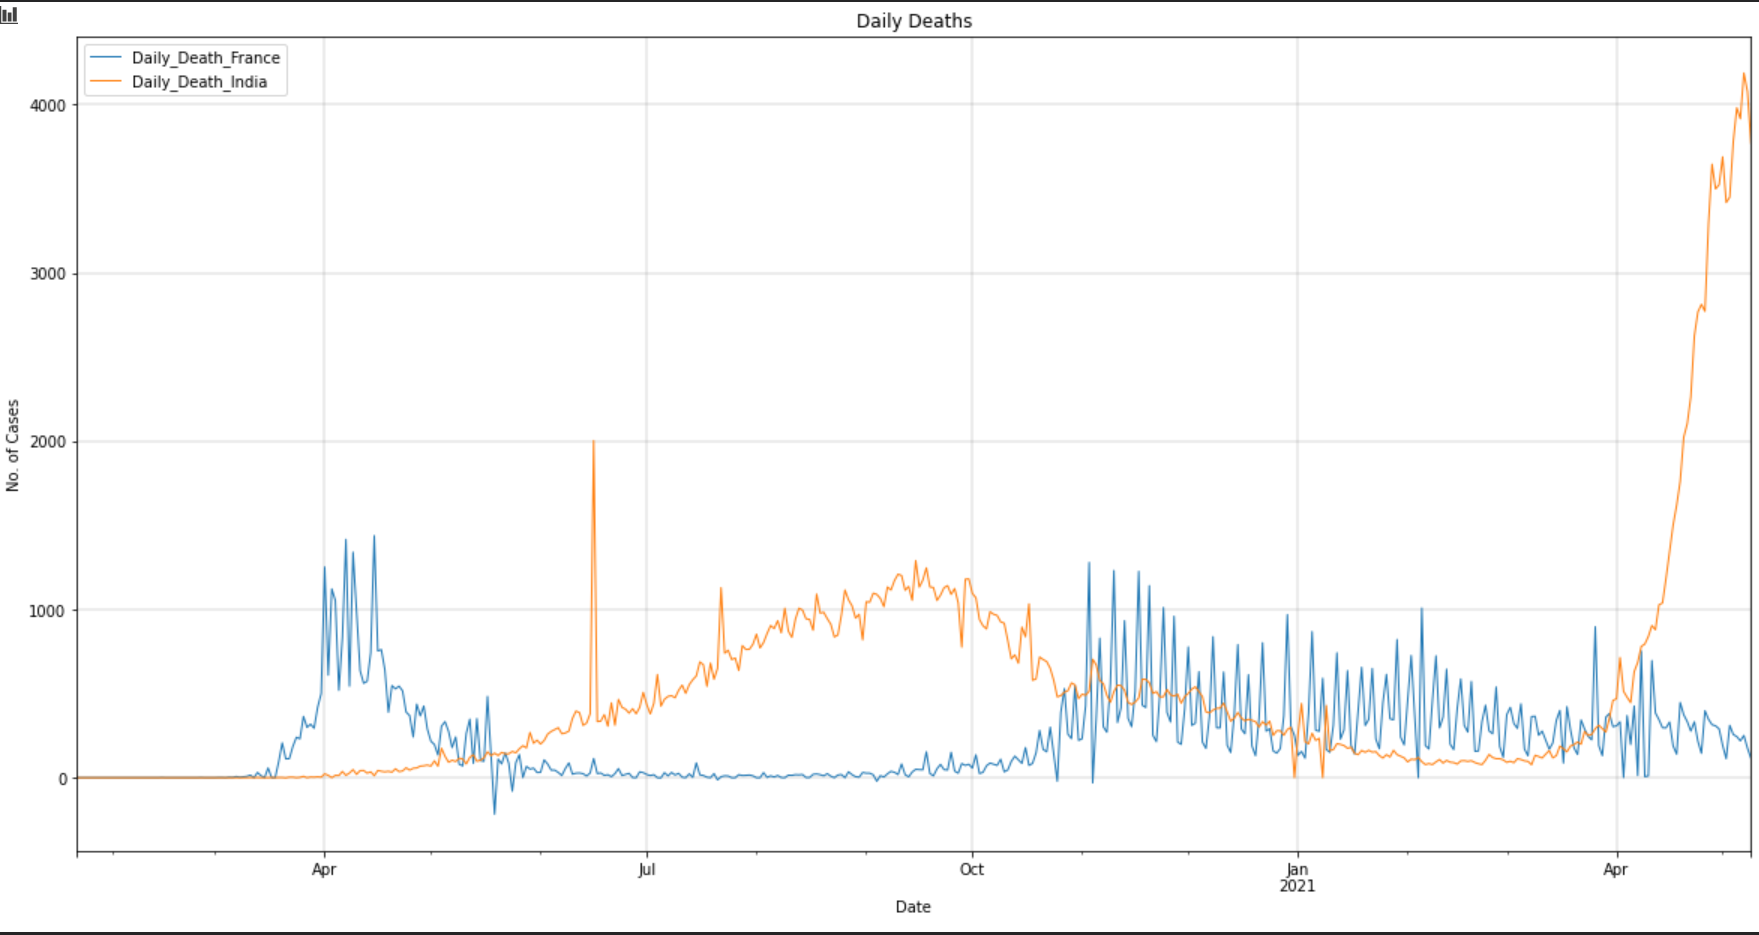 Daily Deaths
Daily_Death_France
Daily_Death_India
4000
3000
2000
1000
0
No. of Cases
Apr
Jul
Oct
Jan
2021
Apr
Date